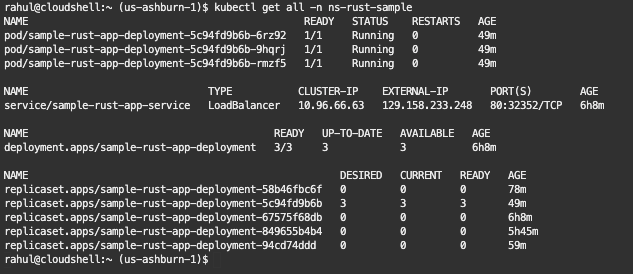 rahul@cloudshell:~ (us-ashburn-1)$ kubectl get all -n ns-rust-sample
NAME READY STATUS RESTARTS AGE
pod/sample-rust-app-deployment-5c94fd9b6b-6rz92 1/1 Running 0 49m
pod/sample-rust-app-deployment-5c94fd9b6b-9hqrj 1/1 Running 0 49m
pod/sample-rust-app-deployment-5c94fd9b6b-rmzf5 1/1 Running 0 49m
NAME TYPE CLUSTER-IP EXTERNAL-IP PORT(S) AGE
service/sample-rust-app-service LoadBalancer 10.96.66.63 129.158.233.248 80:32352/TCP 6h8m
NAME READY UP-TO-DATE AVAILABLE AGE
deployment.apps/sample-rust-app-deployment 3/3 3 3 6h8m
NAME DESIRED CURRENT READY AGE
replicaset.apps/sample-rust-app-deployment-58b46fbc6f 0 0 0 78m
replicaset.apps/sample-rust-app-deployment-5c94fd9b6b 3 3 3 49m
replicaset.apps/sample-rust-app-deployment-67575f68db 0 0 0 6h8m
replicaset.apps/sample-rust-app-deployment-849655b4b4 0 0 0 5h45m
replicaset.apps/sample-rust-app-deployment-94cd74ddd 0 0 0 59m
rahul@cloudshell:~ (us-ashburn-1)$